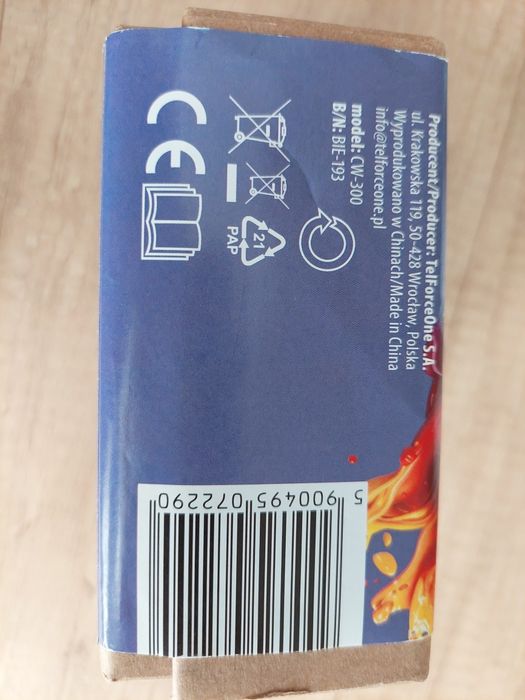 Producent/Producer: TelForceOne S.A.
ul. Krakowska 119, 50-428 Wrocław, Polska
Wyprodukowano w Chinach/Made in China
info@telforceone.pl
model: CW-300
B/N: BIE-193
21
PAP
CE
5 900495 072290